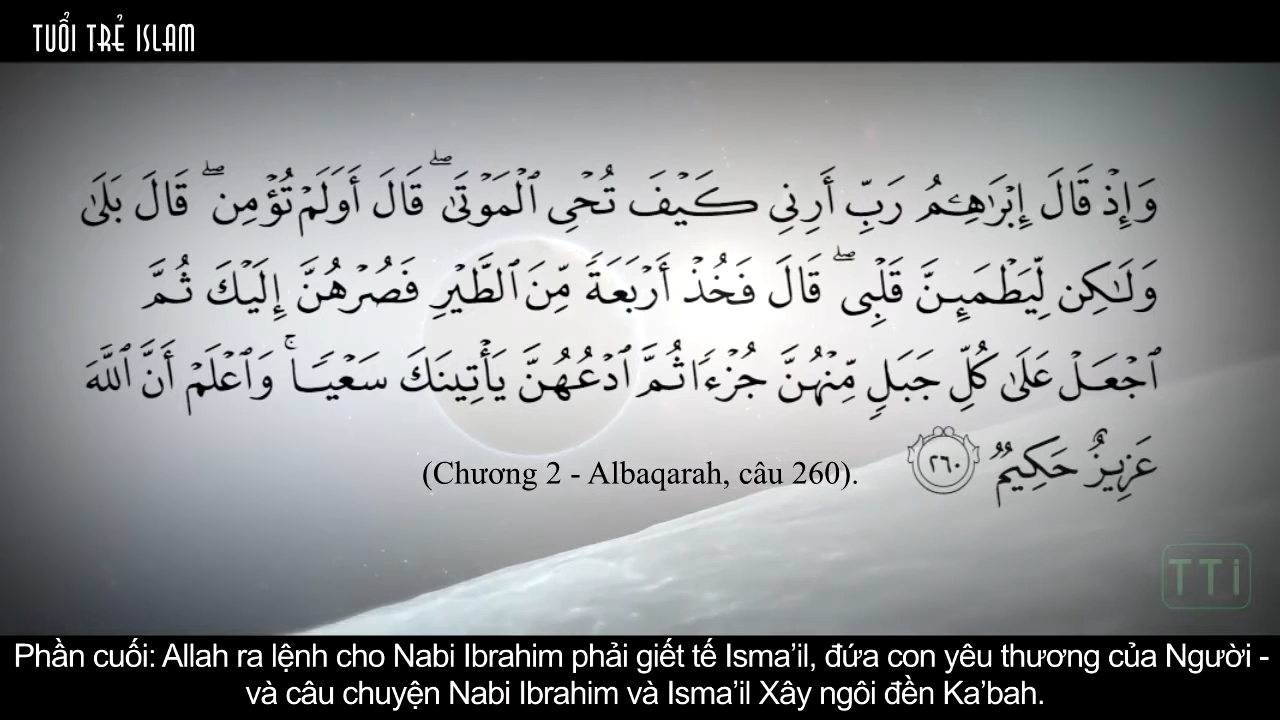 TUỔI TRẺ ISLAM
وَإِذْ قَالَ إِبْرَٰهِـۧمُ رَبِّ أَرِنِى كَيْفَ تُحْىِ ٱلْمَوْتَىٰ ۖ قَالَ أَوَلَمْ تُؤْمِن ۖ قَالَ بَلَىٰ
وَلَـٰكِن لِّيَطْمَئِنَّ قَلْبِى ۖ قَالَ فَخُذْ أَرْبَعَةً مِّنَ ٱلطَّيْرِ فَصُرْهُنَّ إِلَيْكَ ثُمَّ
ٱجْعَلْ عَلَىٰ كُلِّ جَبَلٍ مِّنْهُنَّ جُزْءًا ثُمَّ ٱدْعُهُنَّ يَأْتِينَكَ سَعْيًا ۚ وَٱعْلَمْ أَنَّ ٱللَّهَ
عَزِيزٌ حَكِيمٌ ٢٦٠
(Chương 2 - Albaqarah, câu 260).
TTi
Phần cuối: Allah ra lệnh cho Nabi Ibrahim phải giết tế Isma’il, đứa con yêu thương của Người -
và câu chuyện Nabi Ibrahim và Isma’il Xây ngôi đền Ka’bah.